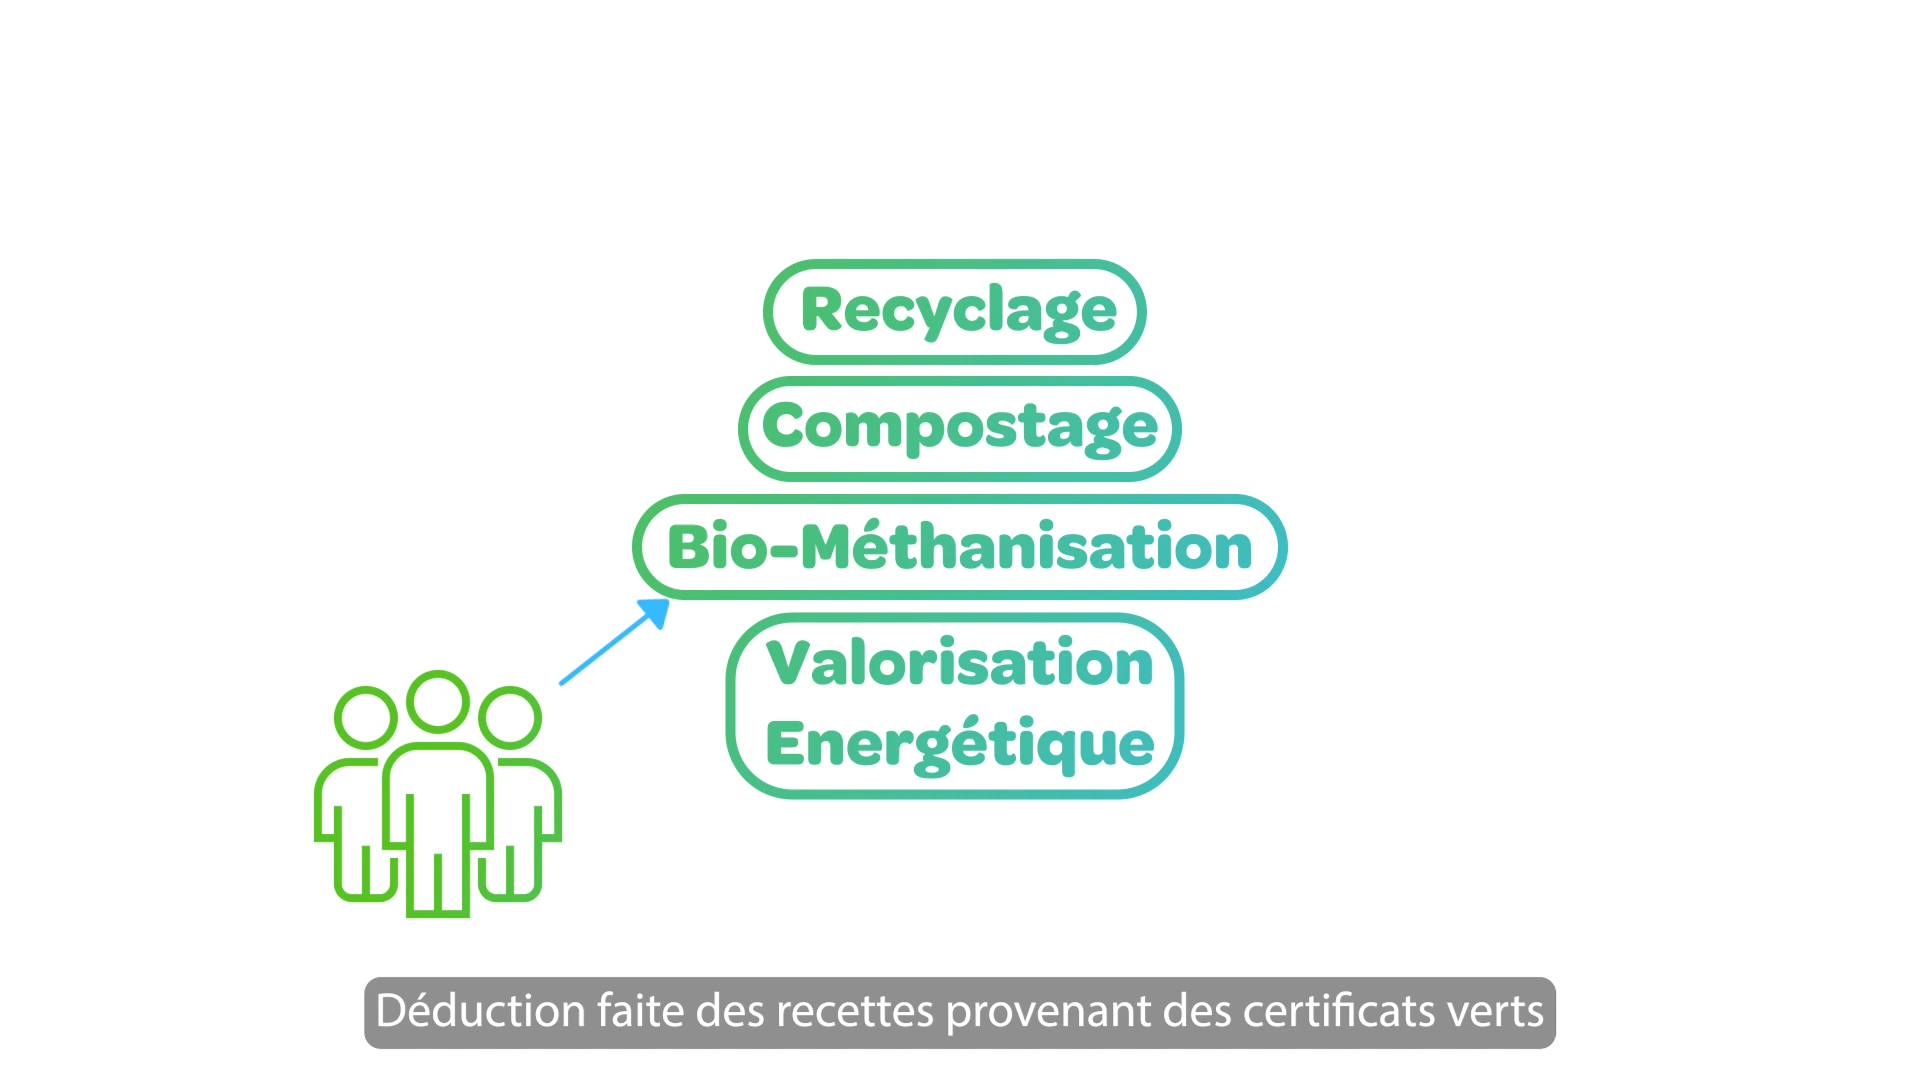 Recyclage
Compostage
Bio-Méthanisation
Valorisation
Energétique
Déduction faite des recettes provenant des certificats verts